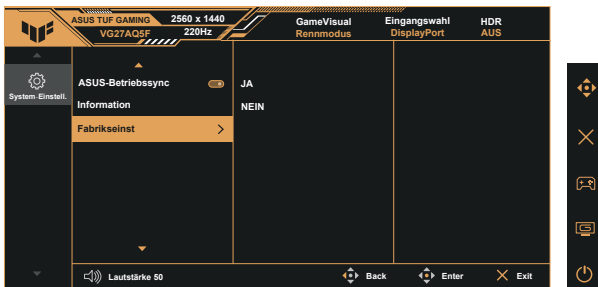 ASUS TUF GAMING 2560 x 1440 GameVisual Eingangswahl HDR
VG27AQ5F 220Hz Rennmodus DisplayPort AUS
System-Einstell.
ASUS-Betriebssync JA
Information NEIN
Fabrikseinst
Lautstärke 50 Back Enter Exit